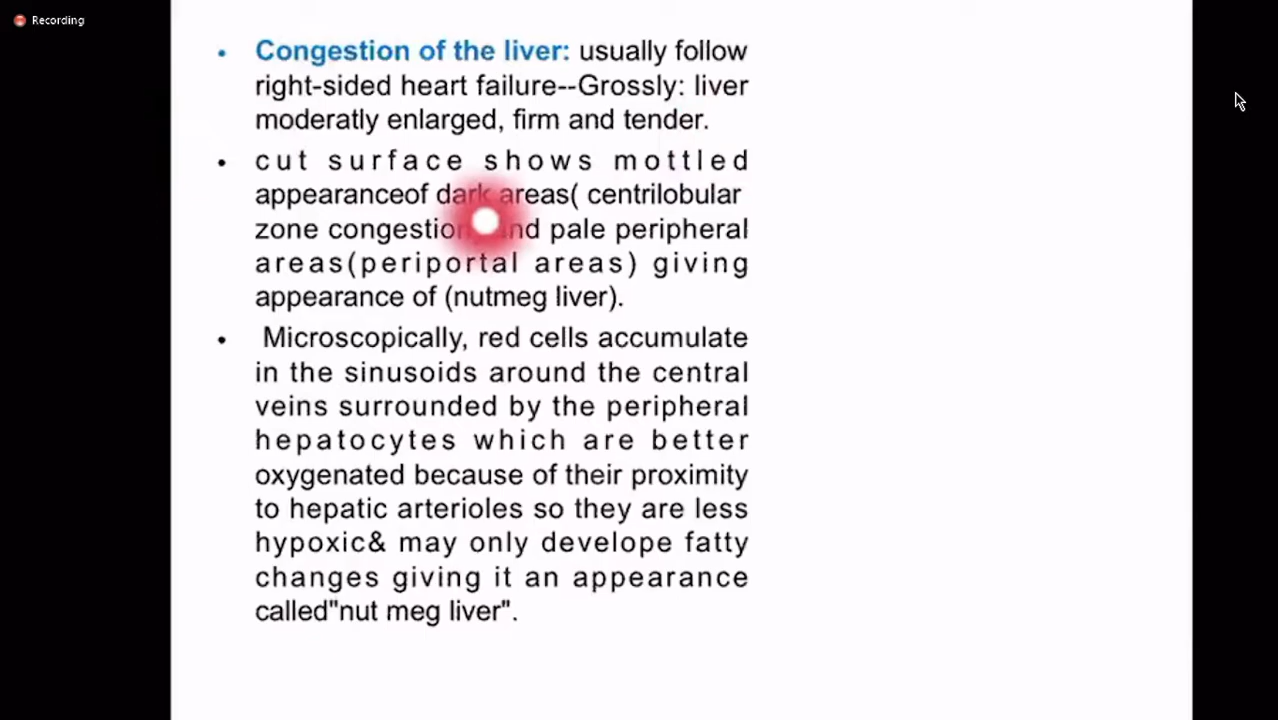 Recording
• Congestion of the liver: usually follow
right-sided heart failure--Grossly: liver
moderatly enlarged, firm and tender.
• cut surface shows mottled
appearanceof dark areas( centrilobular
zone congestion and pale peripheral
areas(periportal areas) giving
appearance of (nutmeg liver).
• Microscopically, red cells accumulate
in the sinusoids around the central
veins surrounded by the peripheral
hepatocytes which are better
oxygenated because of their proximity
to hepatic arterioles so they are less
hypoxic& may only develope fatty
changes giving it an appearance
called"nut meg liver".